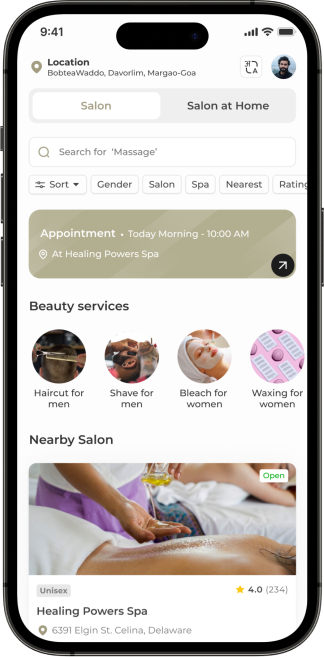 9:41
Location
BobteaWaddo, Davorlim, Margao-Goa
Salon
Salon at Home
Search for 'Massage'
Sort
Gender
Salon
Spa
Nearest
Rating
Appointment • Today Morning - 10:00 AM
At Healing Powers Spa
Beauty services
Haircut for
men
Shave for
men
Bleach for
women
Waxing for
women
Nearby Salon
Open
Unisex
4.0 (234)
Healing Powers Spa
6391 Elgin St. Celina, Delaware